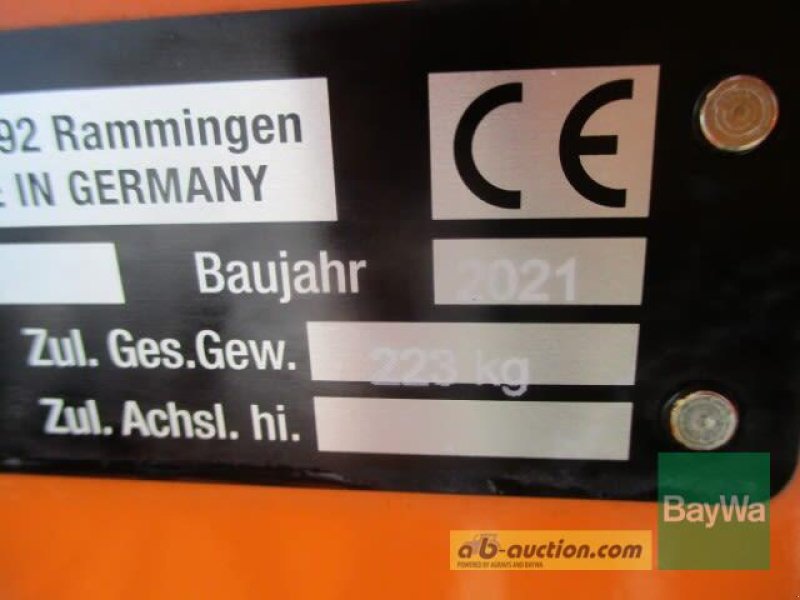 92 Rammingen
IN GERMANY
CE
Baujahr 2021
Zul. Ges.Gew. 223 kg
Zul. Achsl. hi.
BayWa
ab-auction.com
POWERED BY AGRAVIS AND BAYWA